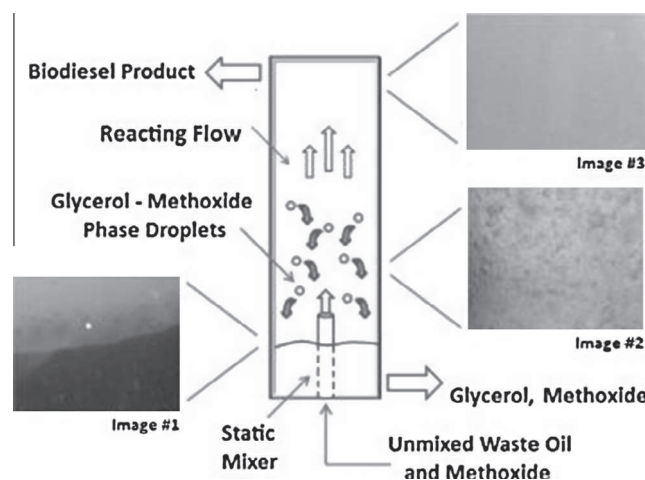 Biodiesel Product
Reacting Flow
Image #3
Glycerol - Methoxide
Phase Droplets
Image #2
Image #1
Glycerol, Methoxide
Static
Mixer
Unmixed Waste Oil
and Methoxide